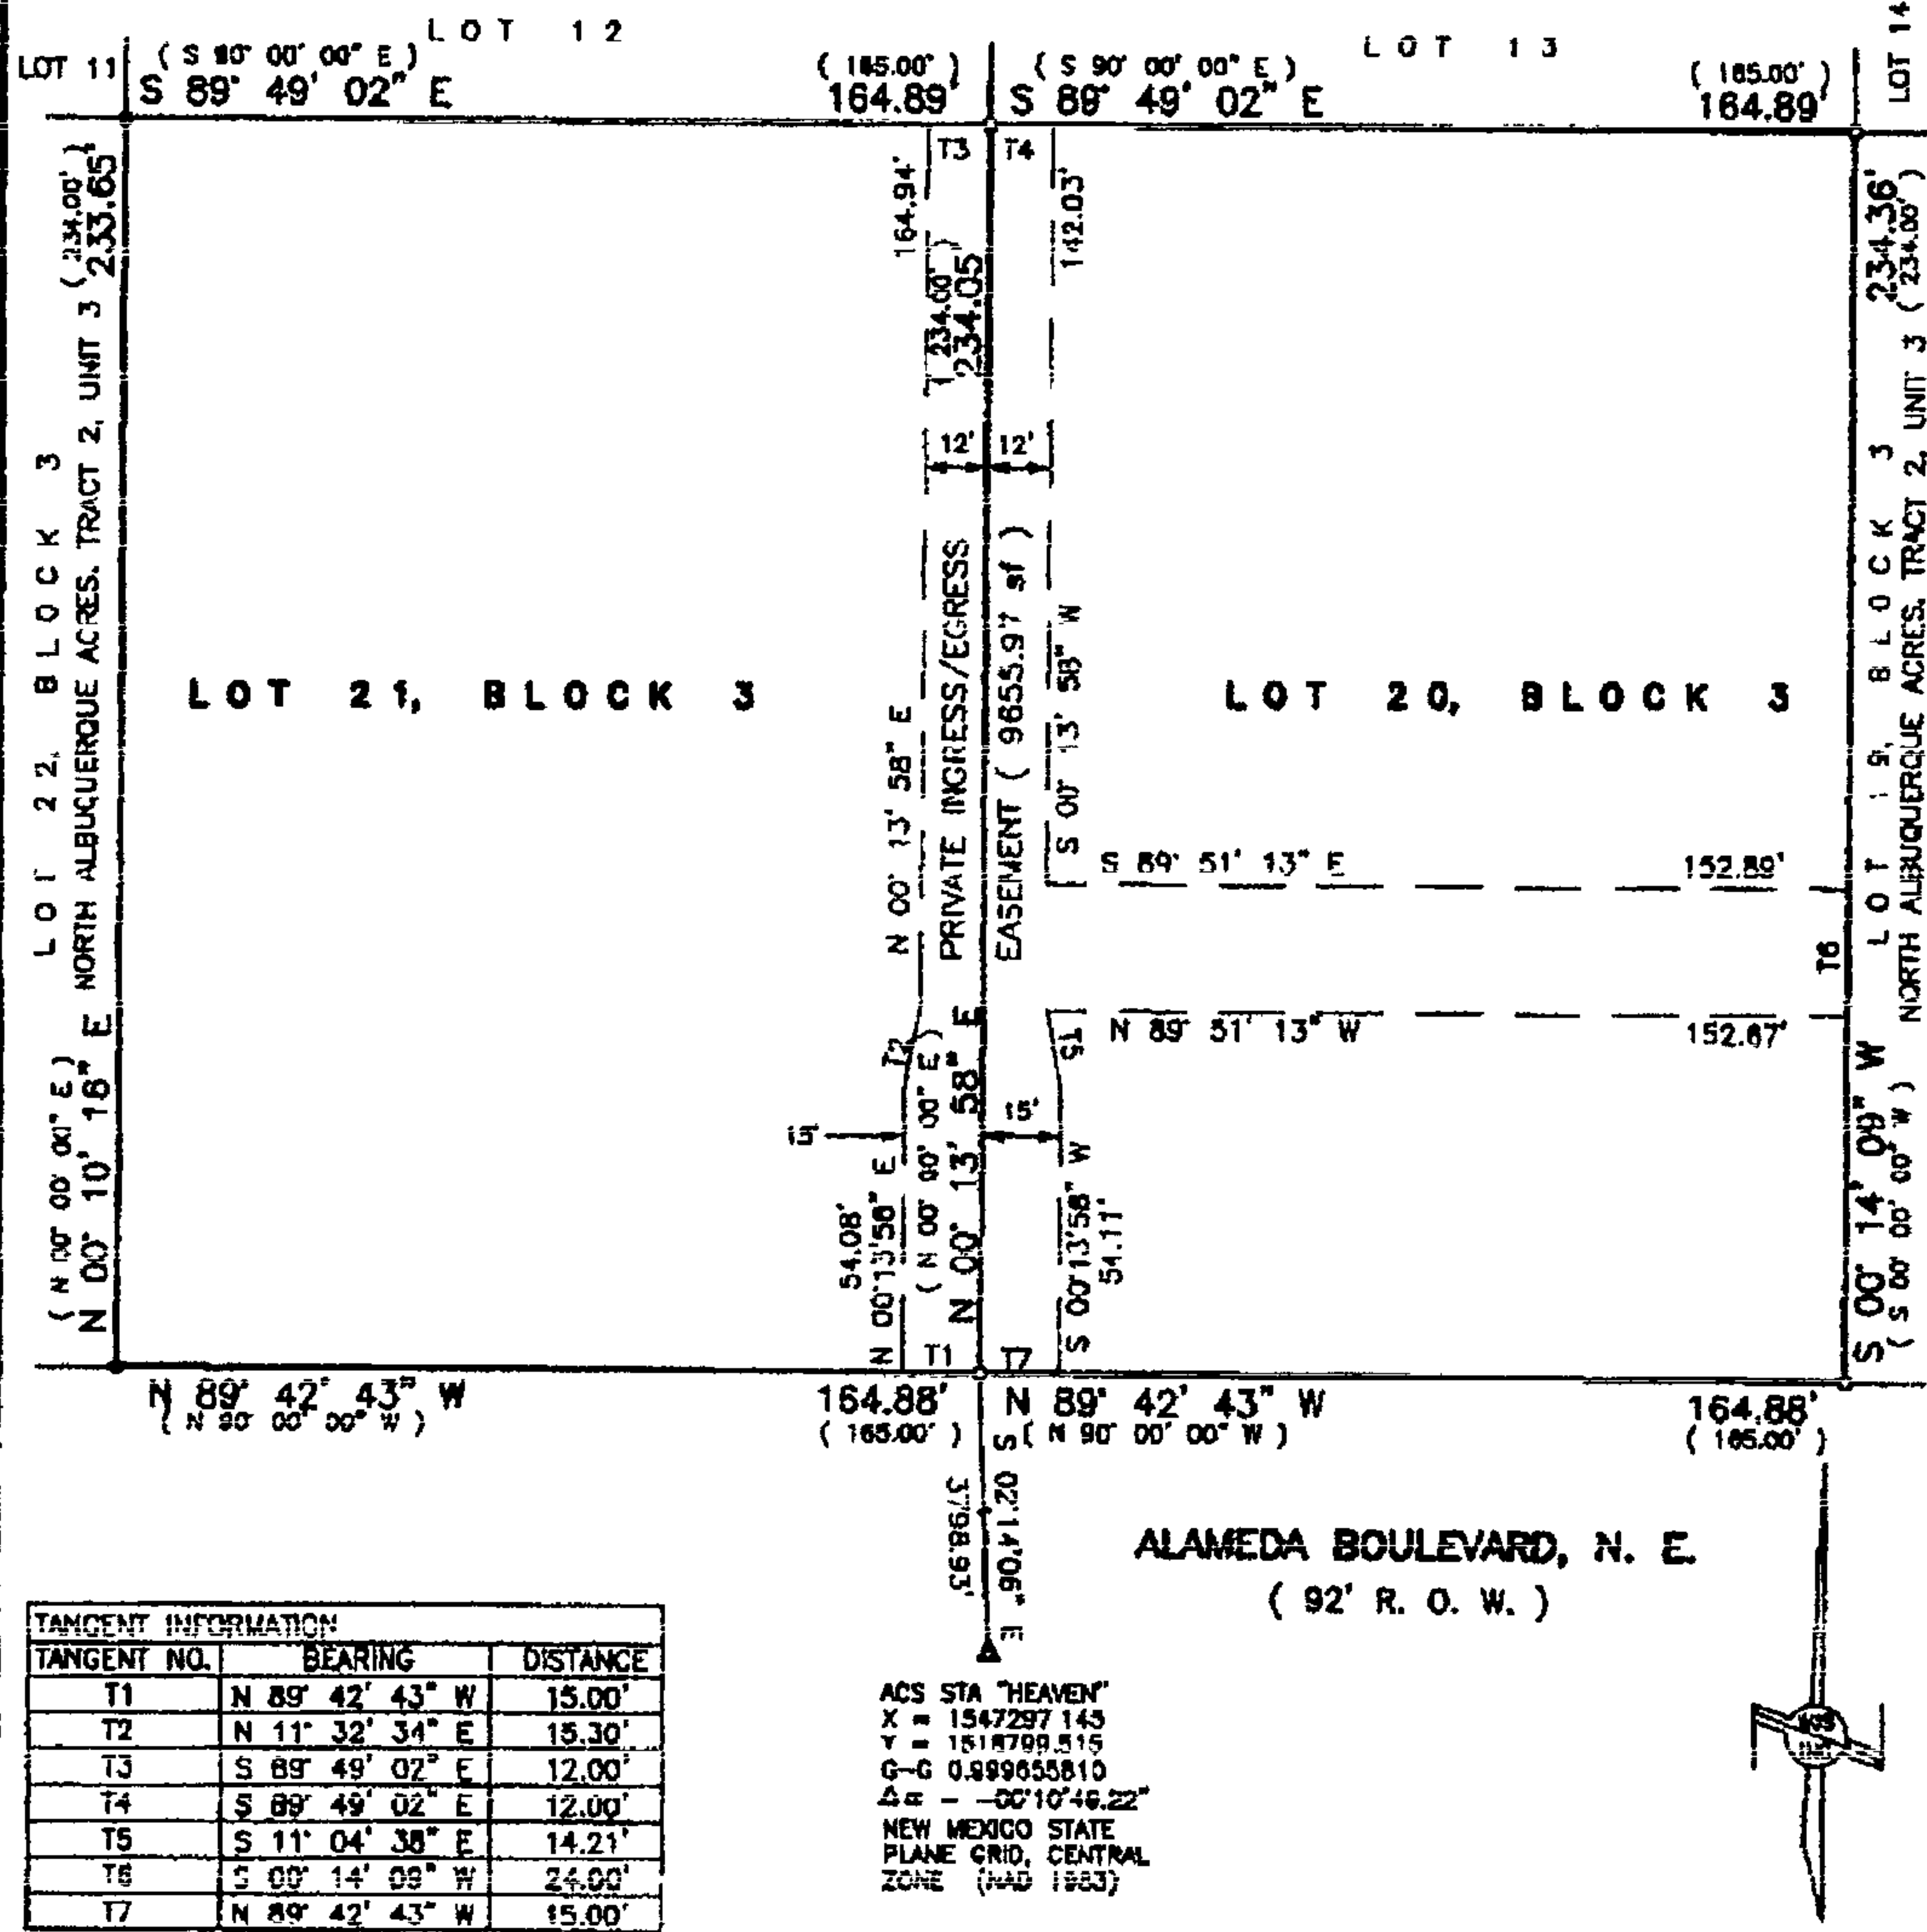 LOT 12
LOT 13
LOT 14
LOT 11
( S 90° 00' 00" E )
S 89° 49' 02" E
( 165.00' )
164.89'
( S 90° 00' 00" E )
S 89° 49' 02" E
( 165.00' )
164.89'
( 234.00' )
233.65'
T3
T4
164.94'
142.03'
( 234.00' )
234.05'
234.36'
( 234.00' )
12'
12'
LOT 22, BLOCK 3
NORTH ALBUQUERQUE ACRES, TRACT 2, UNIT 3
LOT 21, BLOCK 3
LOT 20, BLOCK 3
N 00° 13' 58" E
PRIVATE INGRESS/EGRESS
EASEMENT ( 9655.97 sf )
S 00° 13' 58" W
LOT 19, BLOCK 3
NORTH ALBUQUERQUE ACRES, TRACT 2, UNIT 3
S 89° 51' 13" E
152.89'
T6
N 89° 51' 13" W
152.87'
T2
T5
15'
15'
( N 00° 00' 00" E )
N 00° 10' 16" E
54.08'
N 00°13'58" E
( N 00° 00' 00" E )
N 00° 13' 58" E
S 00°13'58" W
54.11'
S 00° 14' 09" W
( S 00° 00' 00" W )
T1
T7
N 89° 42' 43" W
( N 90° 00' 00" W )
164.88'
( 165.00' )
N 89° 42' 43" W
( N 90° 00' 00" W )
164.88'
( 165.00' )
S 02°14'06" E
3798.93'
ALAMEDA BOULEVARD, N. E.
( 92' R. O. W. )
TANGENT INFORMATION
TANGENT NO. BEARING DISTANCE
T1 N 89° 42' 43" W 15.00'
T2 N 11° 32' 34" E 15.30'
T3 S 89° 49' 02" E 12.00'
T4 S 89° 49' 02" E 12.00'
T5 S 11° 04' 38" E 14.21'
T6 S 00° 14' 09" W 24.00'
T7 N 89° 42' 43" W 15.00'
ACS STA "HEAVEN"
X = 1547297.145
Y = 1518799.515
G-G 0.999655810
NEW MEXICO STATE
PLANE GRID, CENTRAL
ZONE (NAD 1983)